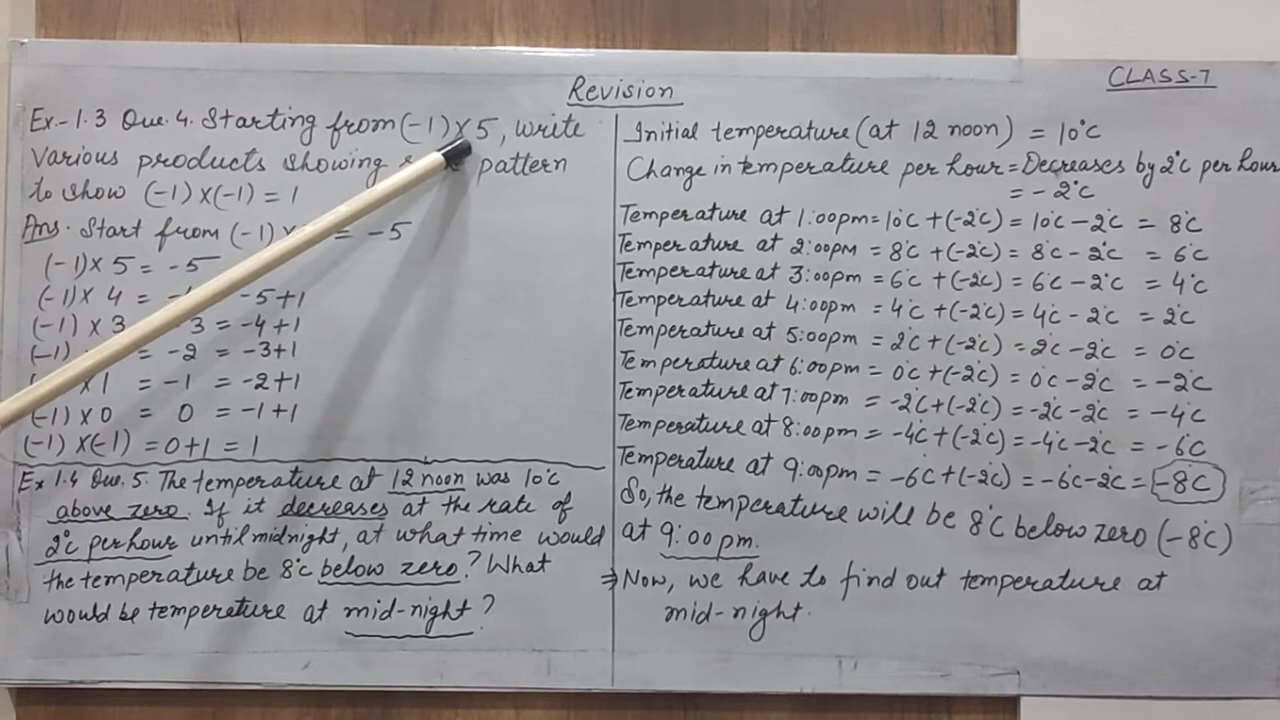 Revision
CLASS-7
Ex.-1.3 Que.4. Starting from (-1)×5, write
various products showing pattern
to show (-1)×(-1) = 1
Ans. Start from (-1) = -5
(-1)×5 = -5
(-1)×4 = -5+1
(-1)×3 3 = -4+1
(-1) = -2 = -3+1
×1 = -1 = -2+1
(-1)×0 = 0 = -1+1
(-1)×(-1) = 0+1 = 1
Ex 1.4 Que.5. The temperature at 12 noon was 10°C
above zero. If it decreases at the rate of
2°C per hour until midnight, at what time would
the temperature be 8°C below zero? What
would be temperature at mid-night?
Initial temperature (at 12 noon) = 10°C
Change in temperature per hour = Decreases by 2°C per hour
= -2°C
Temperature at 1:00pm = 10°C + (-2°C) = 10°C - 2°C = 8°C
Temperature at 2:00pm = 8°C + (-2°C) = 8°C - 2°C = 6°C
Temperature at 3:00pm = 6°C + (-2°C) = 6°C - 2°C = 4°C
Temperature at 4:00pm = 4°C + (-2°C) = 4°C - 2°C = 2°C
Temperature at 5:00pm = 2°C + (-2°C) = 2°C - 2°C = 0°C
Temperature at 6:00pm = 0°C + (-2°C) = 0°C - 2°C = -2°C
Temperature at 7:00pm = -2°C + (-2°C) = -2°C - 2°C = -4°C
Temperature at 8:00pm = -4°C + (-2°C) = -4°C - 2°C = -6°C
Temperature at 9:00pm = -6°C + (-2°C) = -6°C - 2°C = -8°C
So, the temperature will be 8°C below zero (-8°C)
at 9:00pm.
⇒ Now, we have to find out temperature at
mid-night.